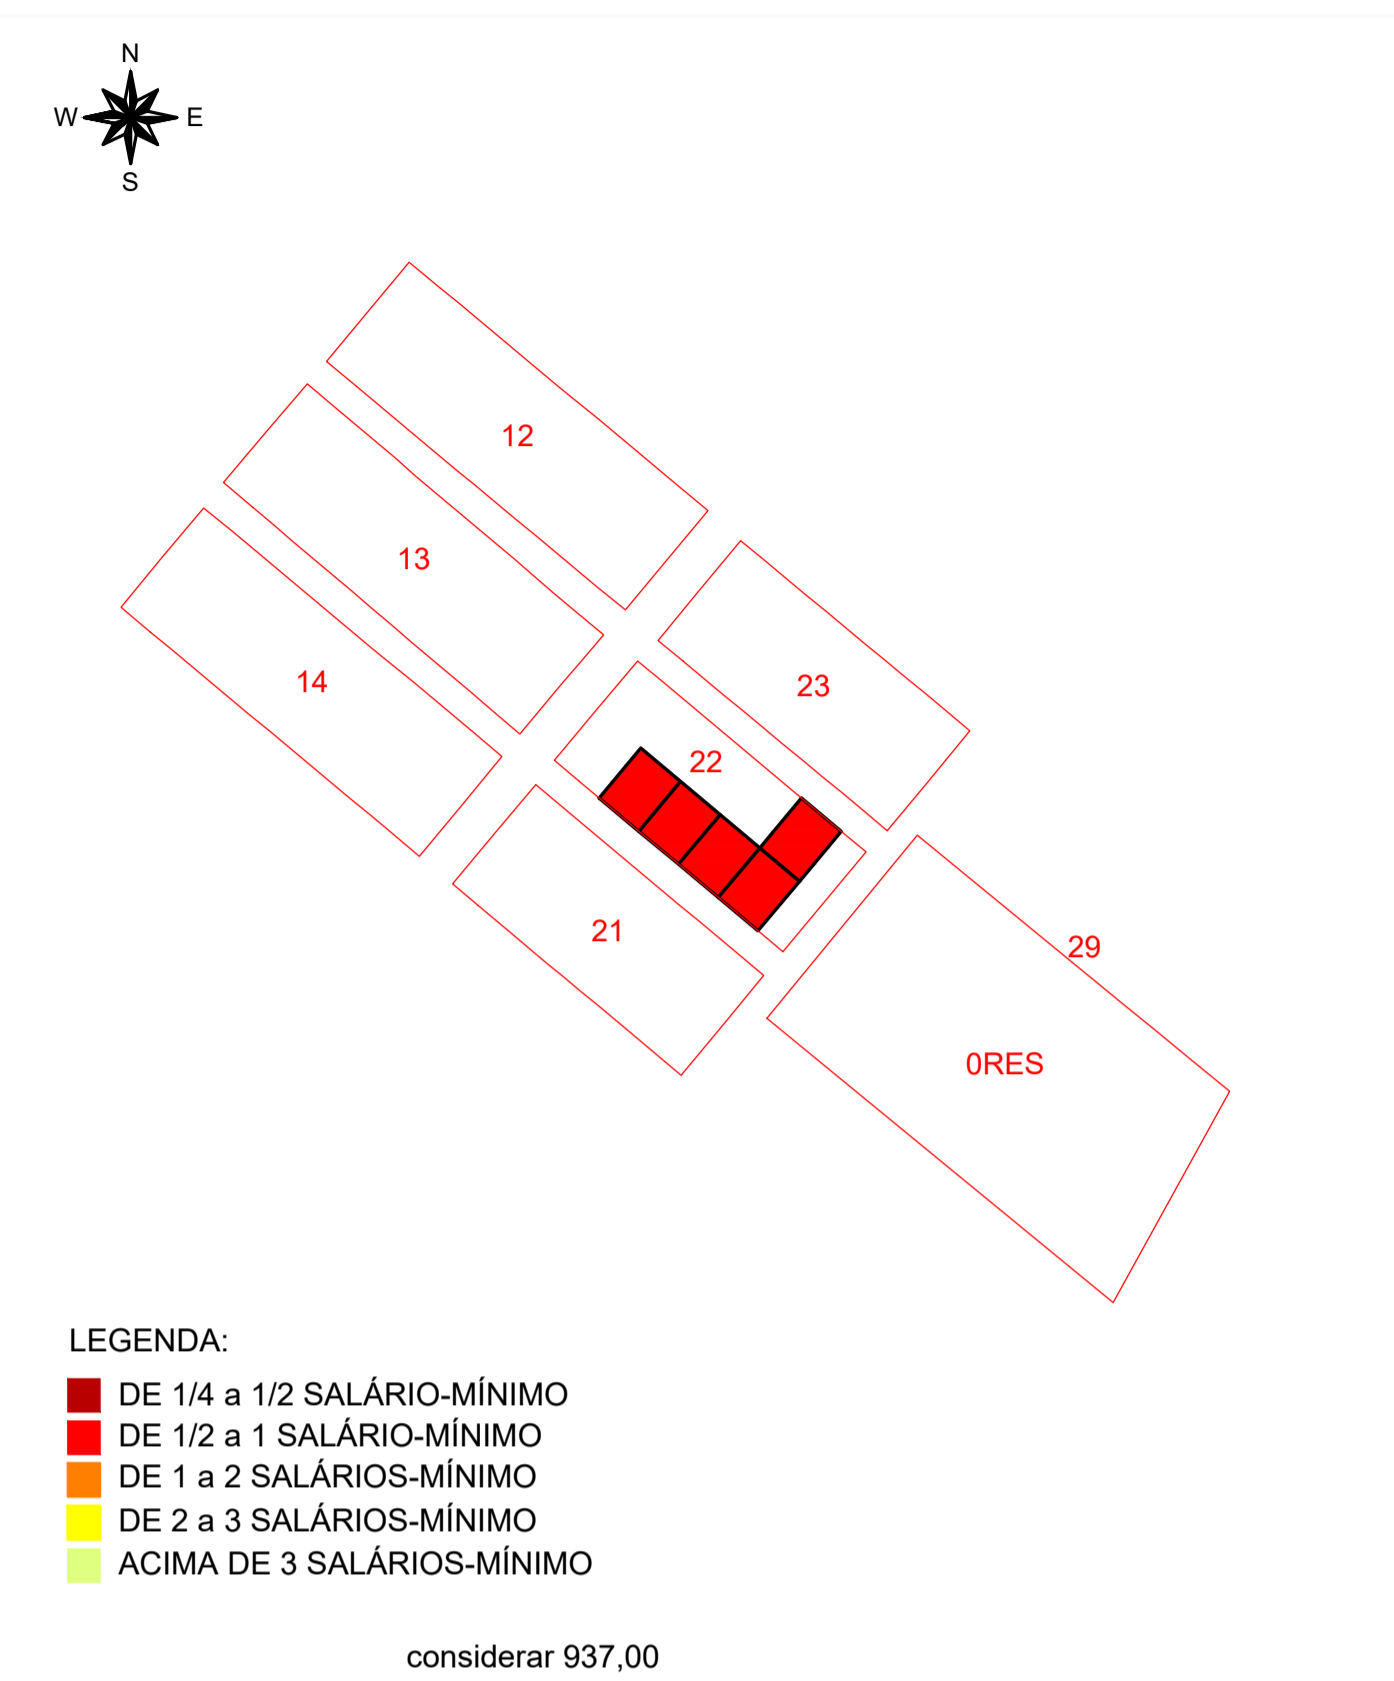 N
W E
S
12
13
14
23
22
21
29
0RES
LEGENDA:
DE 1/4 a 1/2 SALÁRIO-MÍNIMO
DE 1/2 a 1 SALÁRIO-MÍNIMO
DE 1 a 2 SALÁRIOS-MÍNIMO
DE 2 a 3 SALÁRIOS-MÍNIMO
ACIMA DE 3 SALÁRIOS-MÍNIMO
considerar 937,00